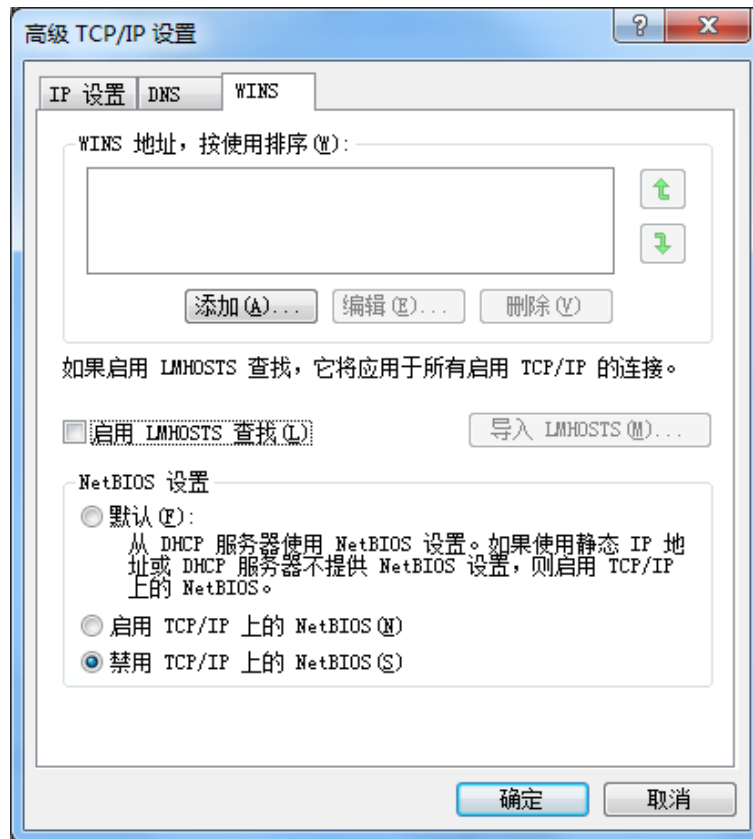 高级 TCP/IP 设置
IP 设置 DNS WINS
WINS 地址，按使用排序(W):
添加(A)... 编辑(E)... 删除(V)
如果启用 LMHOSTS 查找，它将应用于所有启用 TCP/IP 的连接。
启用 LMHOSTS 查找(L) 导入 LMHOSTS(M)...
NetBIOS 设置
默认(F):
从 DHCP 服务器使用 NetBIOS 设置。如果使用静态 IP 地
址或 DHCP 服务器不提供 NetBIOS 设置，则启用 TCP/IP
上的 NetBIOS。
启用 TCP/IP 上的 NetBIOS(N)
禁用 TCP/IP 上的 NetBIOS(S)
确定 取消